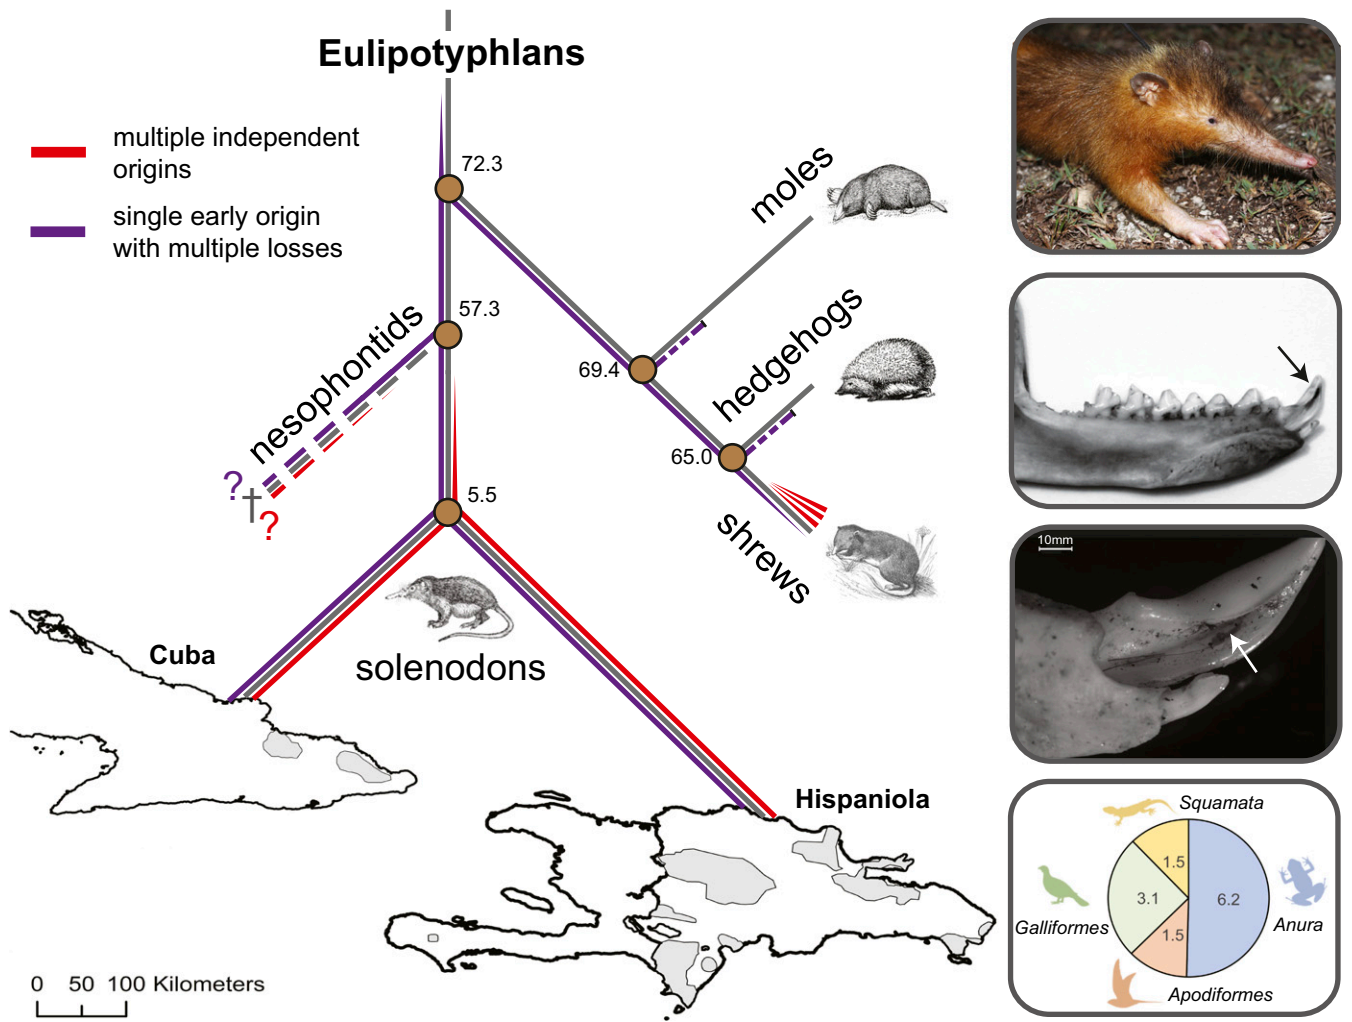 Eulipotyphlans
multiple independent
origins
single early origin
with multiple losses
72.3
57.3
69.4
65.0
5.5
moles
hedgehogs
shrews
nesophontids
?
†
?
solenodons
Cuba
Hispaniola
0 50 100 Kilometers
10mm
Squamata
1.5
3.1
6.2
1.5
Galliformes
Anura
Apodiformes